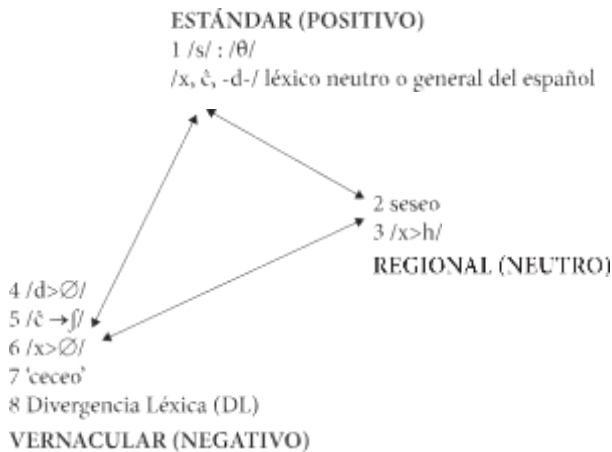 ESTÁNDAR (POSITIVO)
1 /s/ : /θ/
/x, ĉ, -d-/ léxico neutro o general del español
2 seseo
3 /x>h/
REGIONAL (NEUTRO)
4 /d>∅/
5 /ĉ →ʃ/
6 /x>∅/
7 'ceceo'
8 Divergencia Léxica (DL)
VERNACULAR (NEGATIVO)